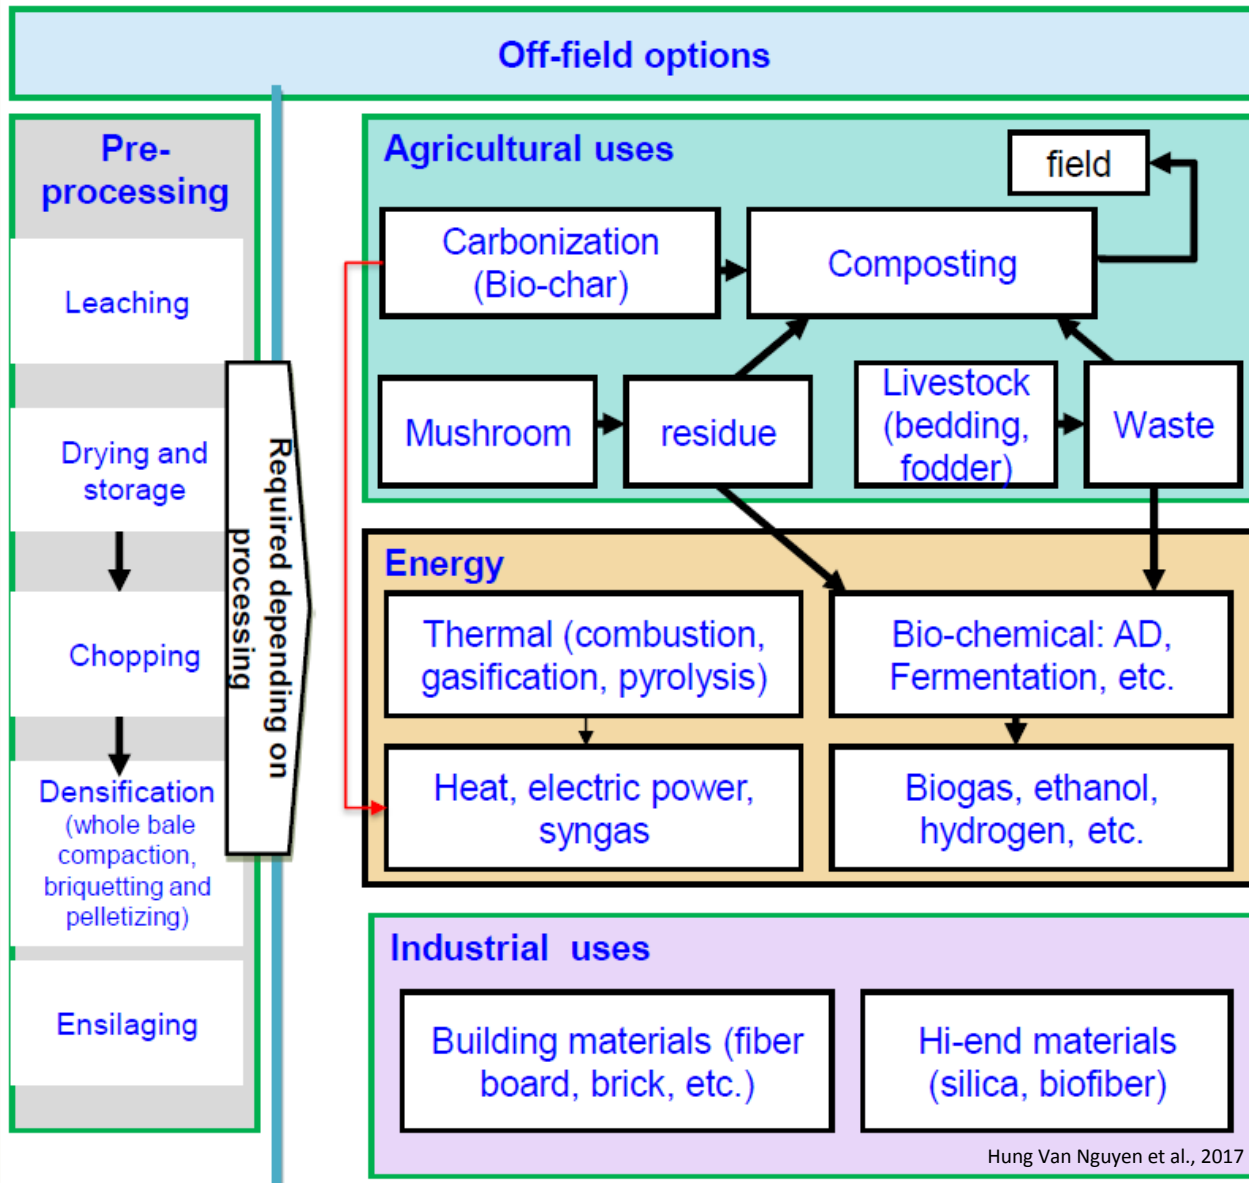 Off-field options
Pre-
processing
Leaching
Drying and
storage
Chopping
Densification
(whole bale
compaction,
briquetting and
pelletizing)
Ensilaging
Required depending on
processsing
Agricultural uses
field
Carbonization
(Bio-char)
Composting
Mushroom
residue
Livestock
(bedding,
fodder)
Waste
Energy
Thermal (combustion,
gasification, pyrolysis)
Bio-chemical: AD,
Fermentation, etc.
Heat, electric power,
syngas
Biogas, ethanol,
hydrogen, etc.
Industrial uses
Building materials (fiber
board, brick, etc.)
Hi-end materials
(silica, biofiber)
Hung Van Nguyen et al., 2017